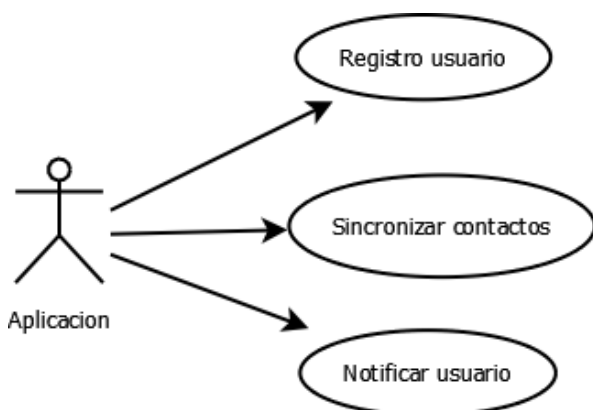 Registro usuario
Sincronizar contactos
Aplicacion
Notificar usuario